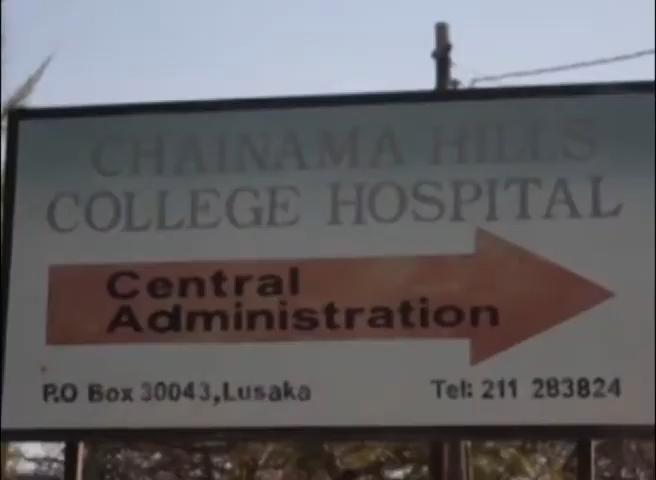 CHAINAMA HILLS
COLLEGE HOSPITAL
Central
Administration
P.O Box 30043,Lusaka
Tel: 211 283824